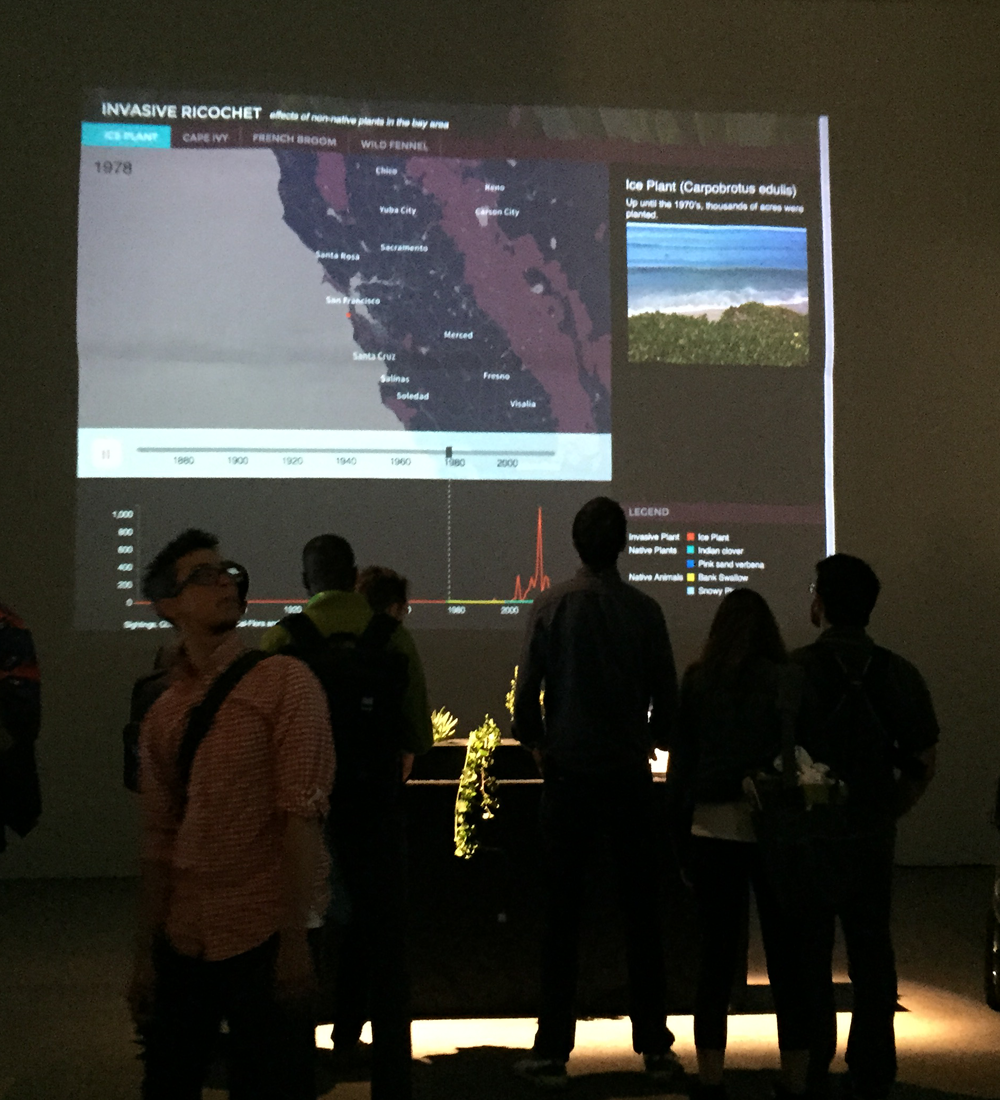 INVASIVE RICOCHET effects of non-native plants in the bay area
ICE PLANT CAPE IVY FRENCH BROOM WILD FENNEL
1978
Chico
Reno
Yuba City
Carson City
Sacramento
Santa Rosa
San Francisco
Merced
Santa Cruz
Salinas
Fresno
Soledad
Visalia
Ice Plant (Carpobrotus edulis)
Up until the 1970's, thousands of acres were
planted.
1880 1900 1920 1940 1960 1980 2000
1,000
800
600
400
200
0
1980 2000
Sightings:
LEGEND
Invasive Plant Ice Plant
Native Plants Indian clover
Pink sand verbena
Native Animals Bank Swallow
Snowy